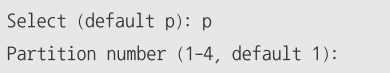 Select (default p): p
Partition number (1-4, default 1):